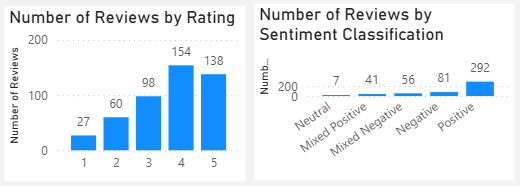 Number of Reviews by Rating
Number of Reviews
200
100
0
27
60
98
154
138
1
2
3
4
5
Number of Reviews by
Sentiment Classification
Numb...
200
0
7
41
56
81
292
Neutral
Mixed Positive
Mixed Negative
Negative
Positive